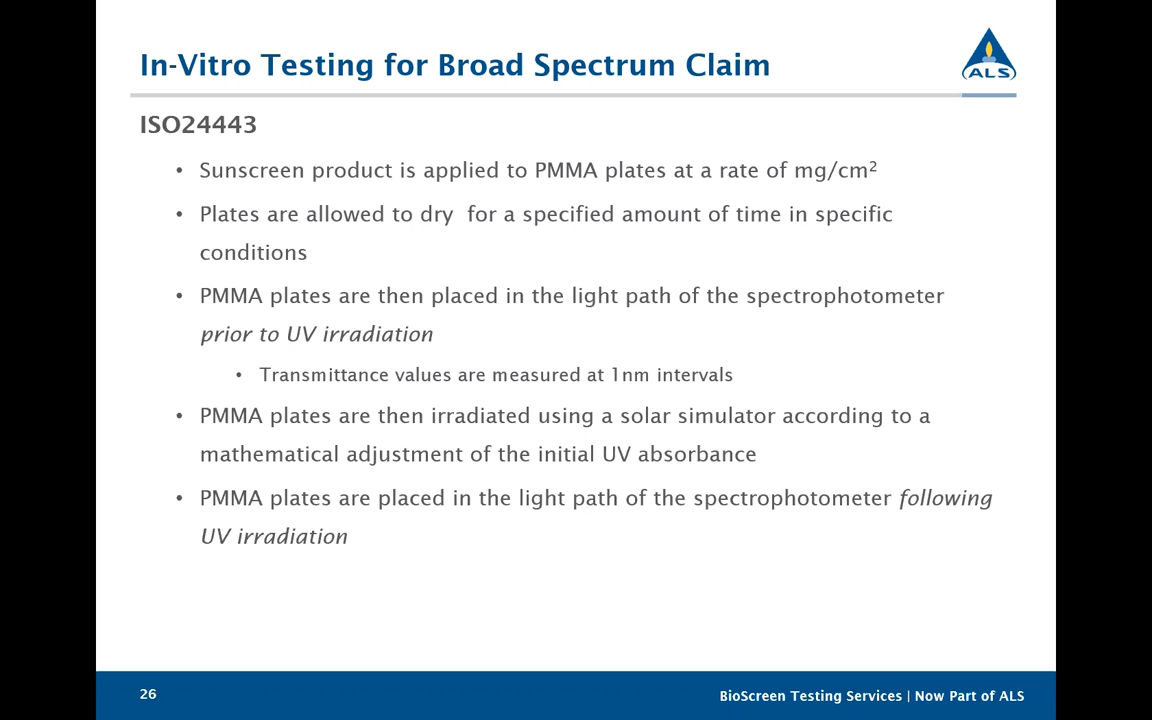 In-Vitro Testing for Broad Spectrum Claim
ALS
ISO24443
• Sunscreen product is applied to PMMA plates at a rate of mg/cm²
• Plates are allowed to dry  for a specified amount of time in specific
conditions
• PMMA plates are then placed in the light path of the spectrophotometer
prior to UV irradiation
• Transmittance values are measured at 1nm intervals
• PMMA plates are then irradiated using a solar simulator according to a
mathematical adjustment of the initial UV absorbance
• PMMA plates are placed in the light path of the spectrophotometer following
UV irradiation
26
BioScreen Testing Services | Now Part of ALS